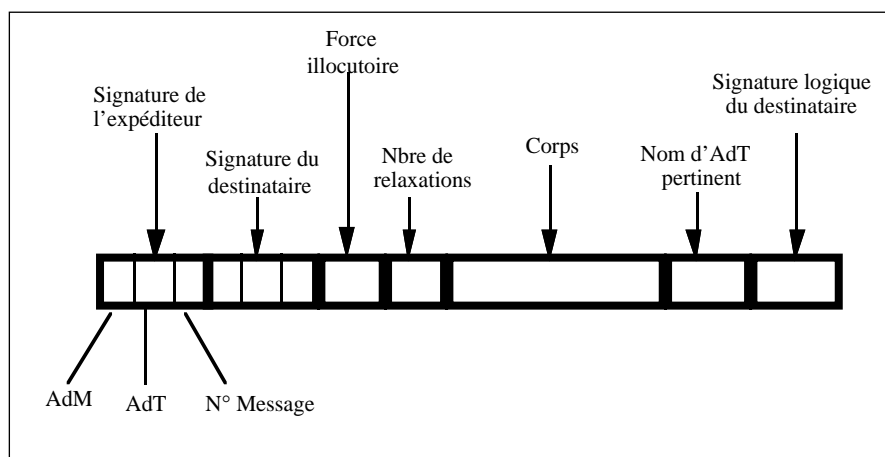 Force
illocutoire
Signature de
l'expéditeur
Signature du
destinataire
Nbre de
relaxations
Corps
Nom d'AdT
pertinent
Signature logique
du destinataire
AdM
AdT
N° Message